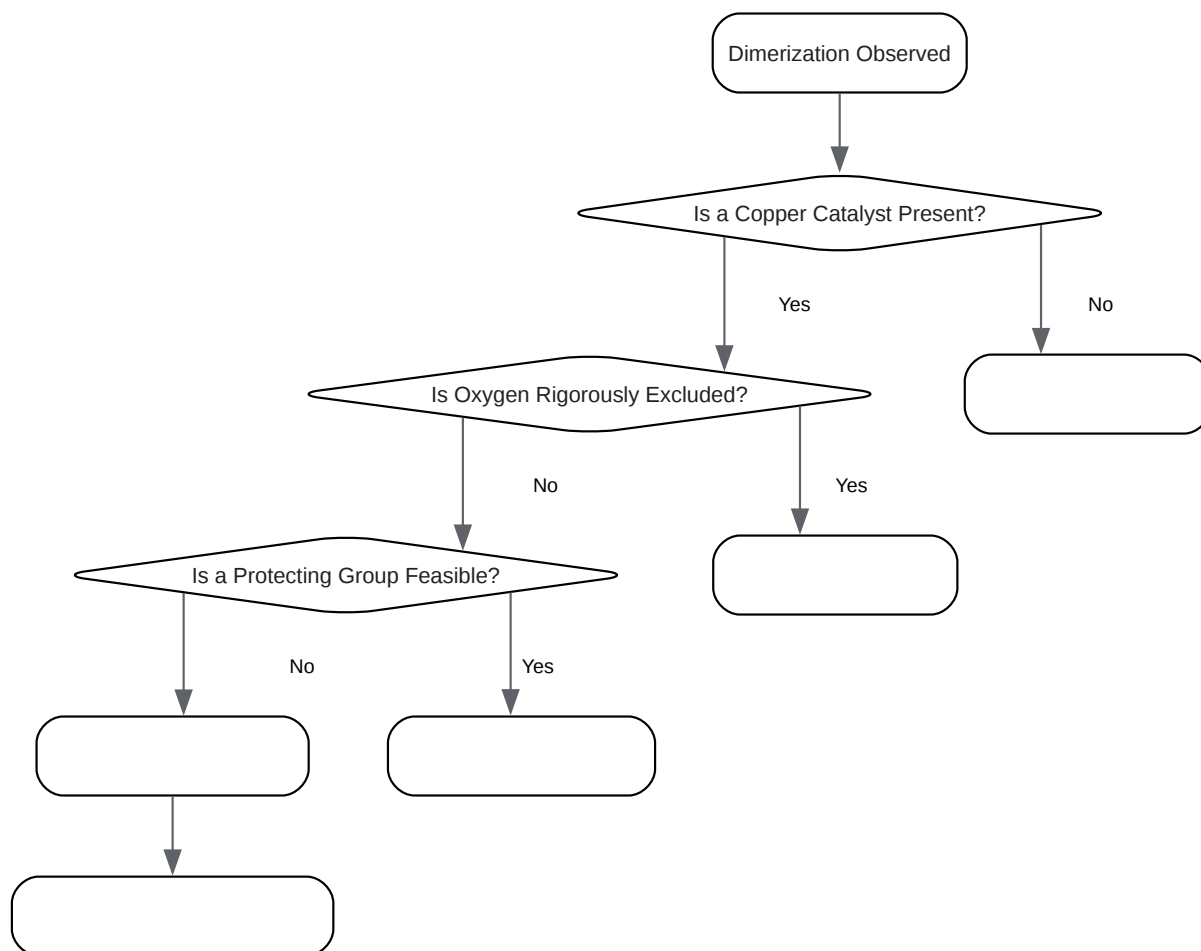 Dimerization Observed
Is a Copper Catalyst Present?
Yes
No
Is Oxygen Rigorously Excluded?
No
Yes
Is a Protecting Group Feasible?
No
Yes